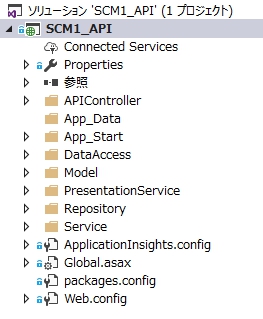 ソリューション 'SCM1_API' (1 プロジェクト)
SCM1_API
Connected Services
Properties
参照
APIController
App_Data
App_Start
DataAccess
Model
PresentationService
Repository
Service
ApplicationInsights.config
Global.asax
packages.config
Web.config